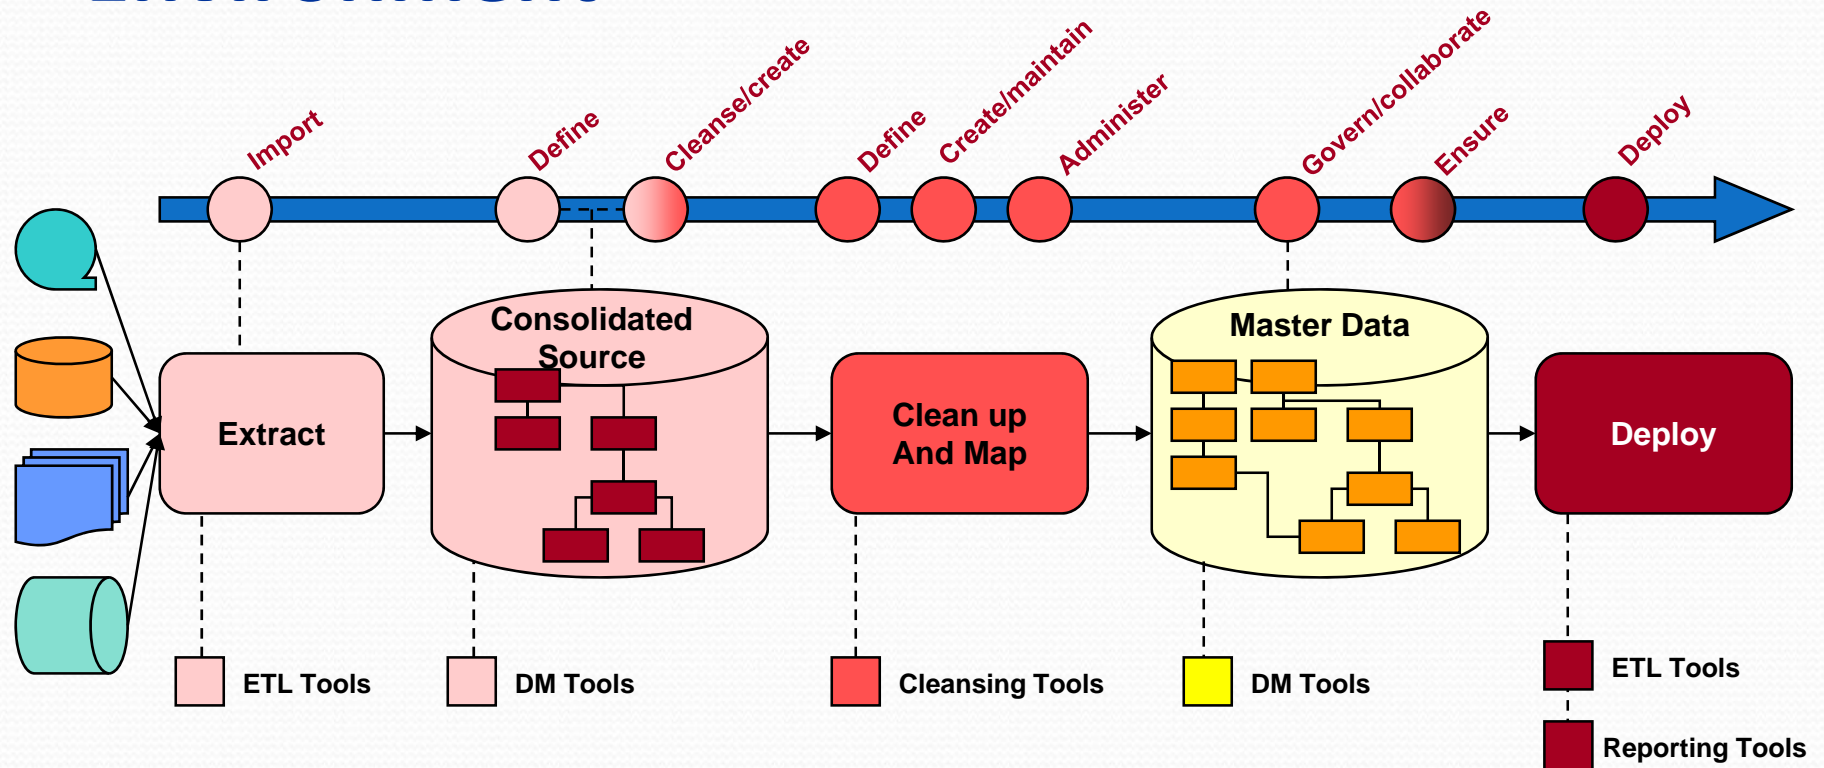 Import
Define
Cleanse/create
Define
Create/maintain
Administer
Govern/collaborate
Ensure
Deploy
Consolidated
Source
Master Data
Extract
Clean up
And Map
Deploy
ETL Tools
DM Tools
Cleansing Tools
DM Tools
ETL Tools
Reporting Tools